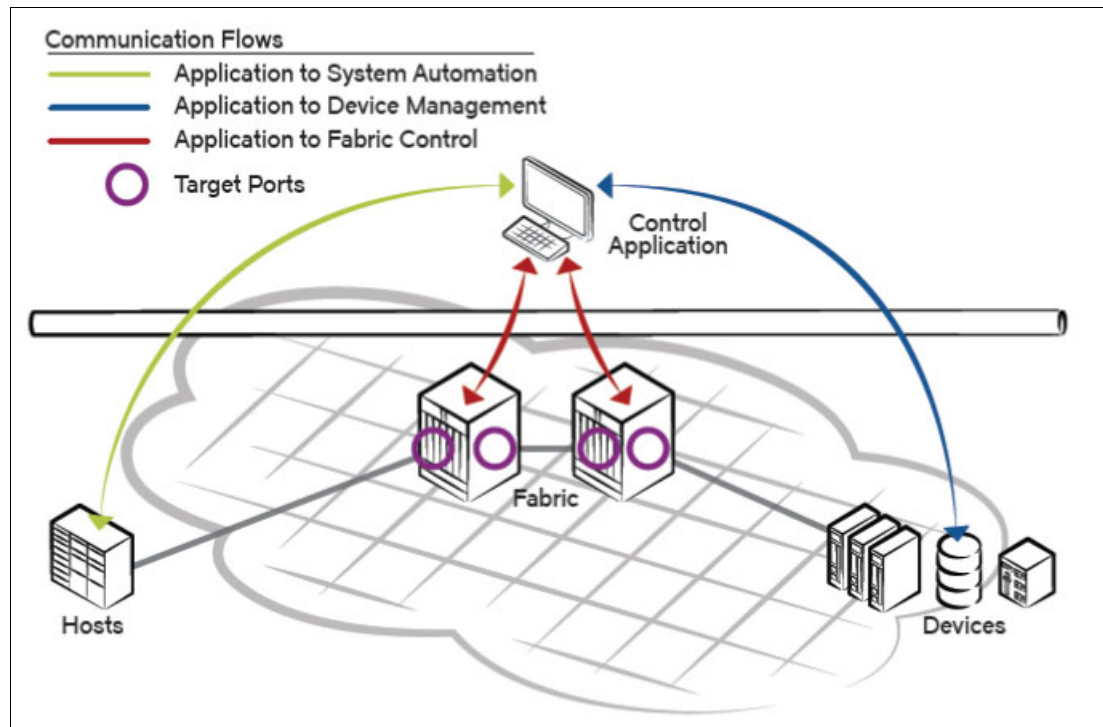 Communication Flows
Application to System Automation
Application to Device Management
Application to Fabric Control
Target Ports
Control
Application
Fabric
Hosts
Devices